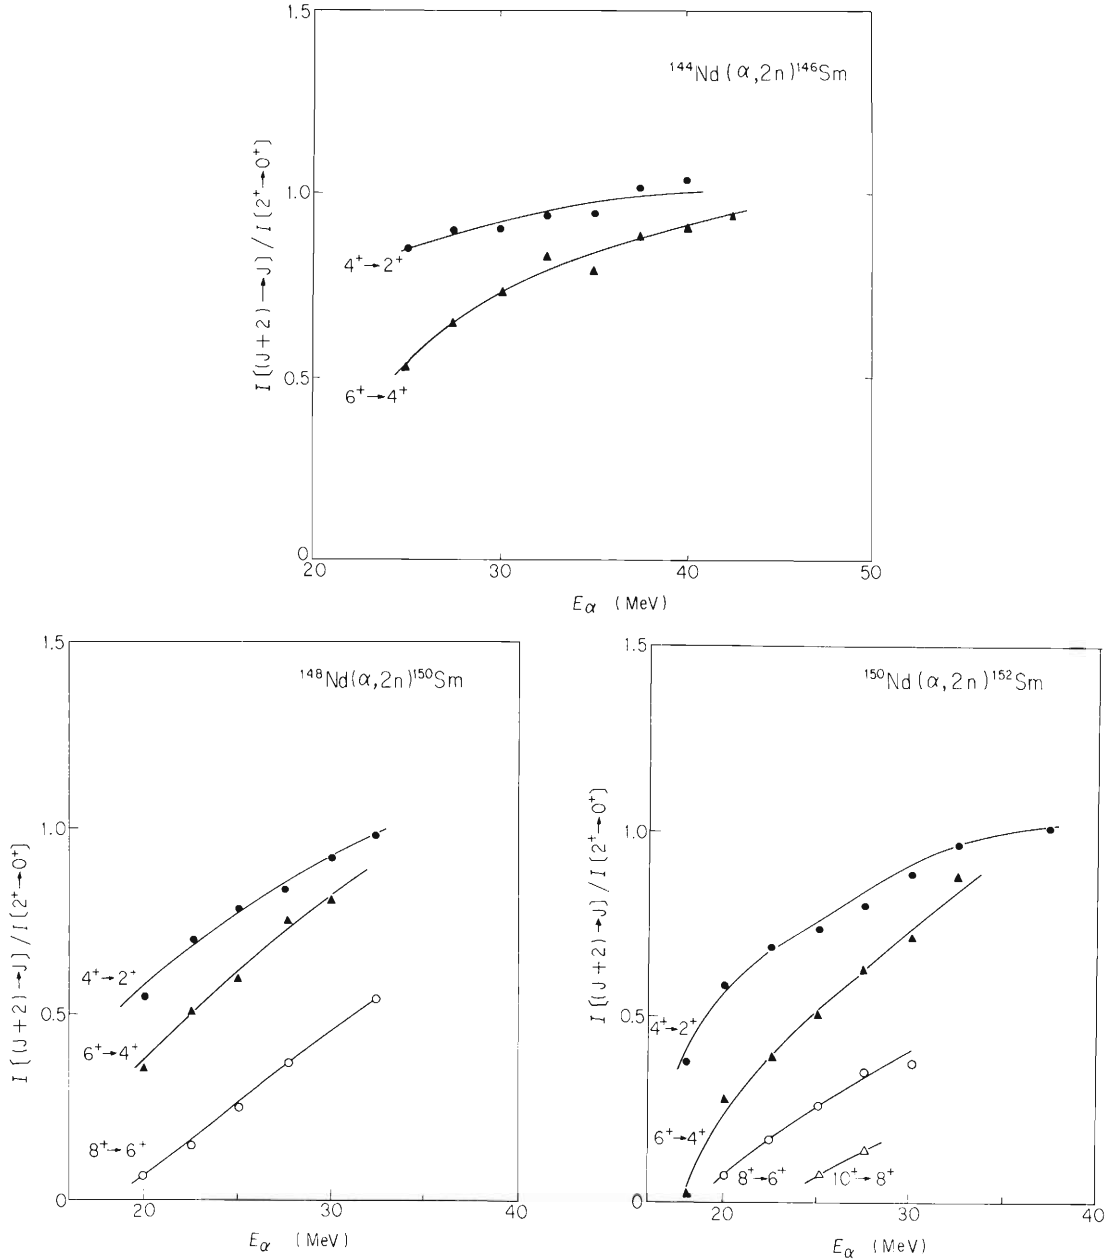 1.5
¹⁴⁴Nd(α,2n)¹⁴⁶Sm
1.0
4⁺→2⁺
0.5
6⁺→4⁺
0
20 30 40 50
I[(J+2)→J]/I[2⁺→0⁺]
Eα (MeV)
1.5
¹⁴⁸Nd(α,2n)¹⁵⁰Sm
1.0
4⁺→2⁺
0.5
6⁺→4⁺
8⁺→6⁺
0
20 30 40
I[(J+2)→J]/I[2⁺→0⁺]
Eα (MeV)
1.5
¹⁵⁰Nd(α,2n)¹⁵²Sm
1.0
0.5
4⁺→2⁺
6⁺→4⁺
8⁺→6⁺ 10⁺→8⁺
0
20 30 40
I[(J+2)→J]/I[2⁺→0⁺]
Eα (MeV)